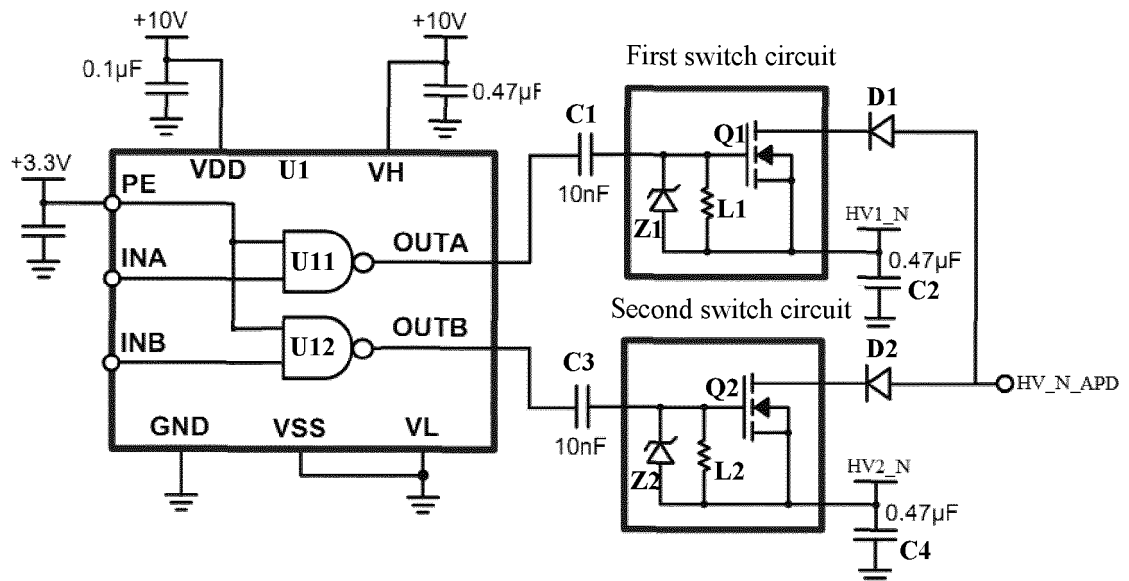 +10V
+10V
0.1µF
0.47µF
First switch circuit
C1
10nF
Q1
D1
+3.3V
VDD
U1
VH
PE
Z1
L1
HV1_N
0.47µF
C2
INA
U11
OUTA
INB
U12
OUTB
Second switch circuit
C3
10nF
Q2
D2
HV_N_APD
GND
VSS
VL
Z2
L2
HV2_N
0.47µF
C4